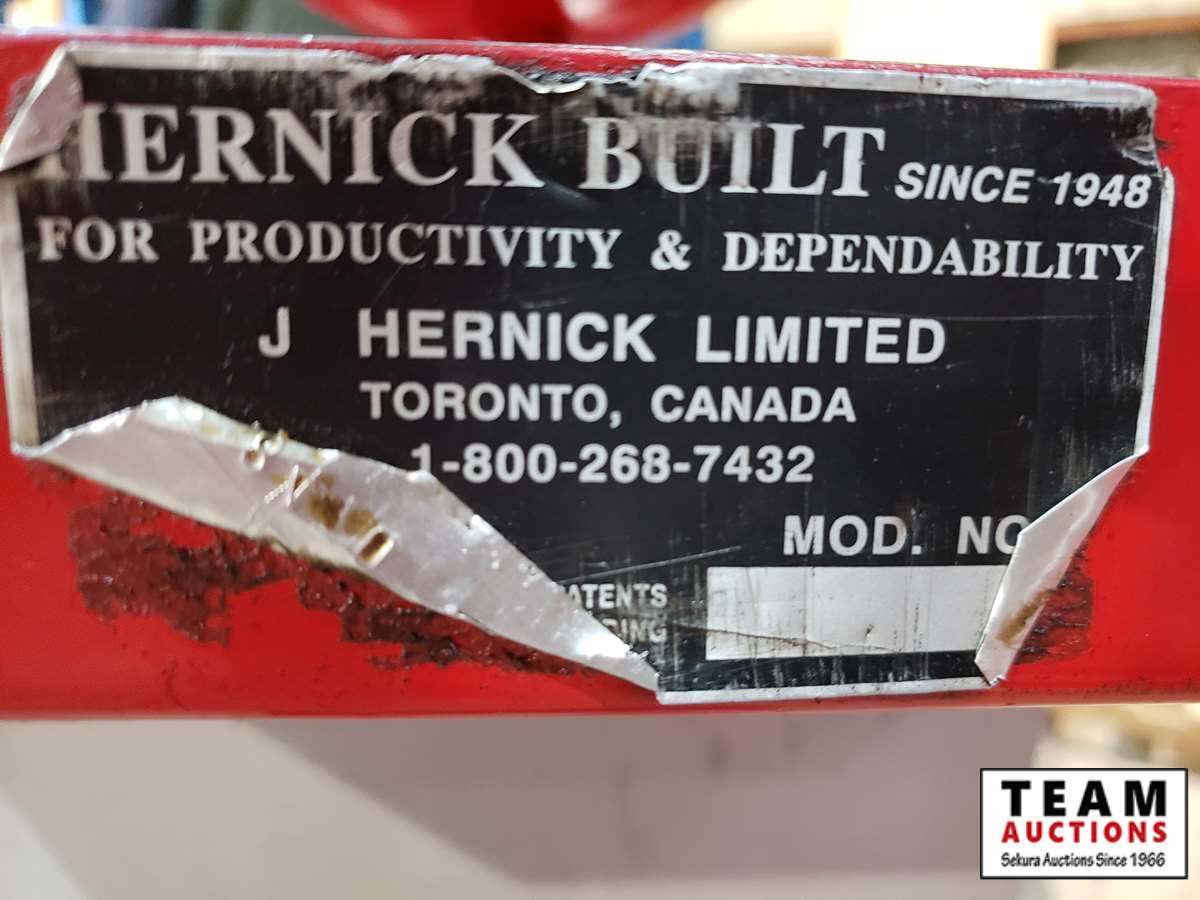 HERNICK BUILT SINCE 1948
FOR PRODUCTIVITY & DEPENDABILITY
J HERNICK LIMITED
TORONTO, CANADA
1-800-268-7432
MOD. NO
PATENTS
TEAM
AUCTIONS
Sekura Auctions Since 1966